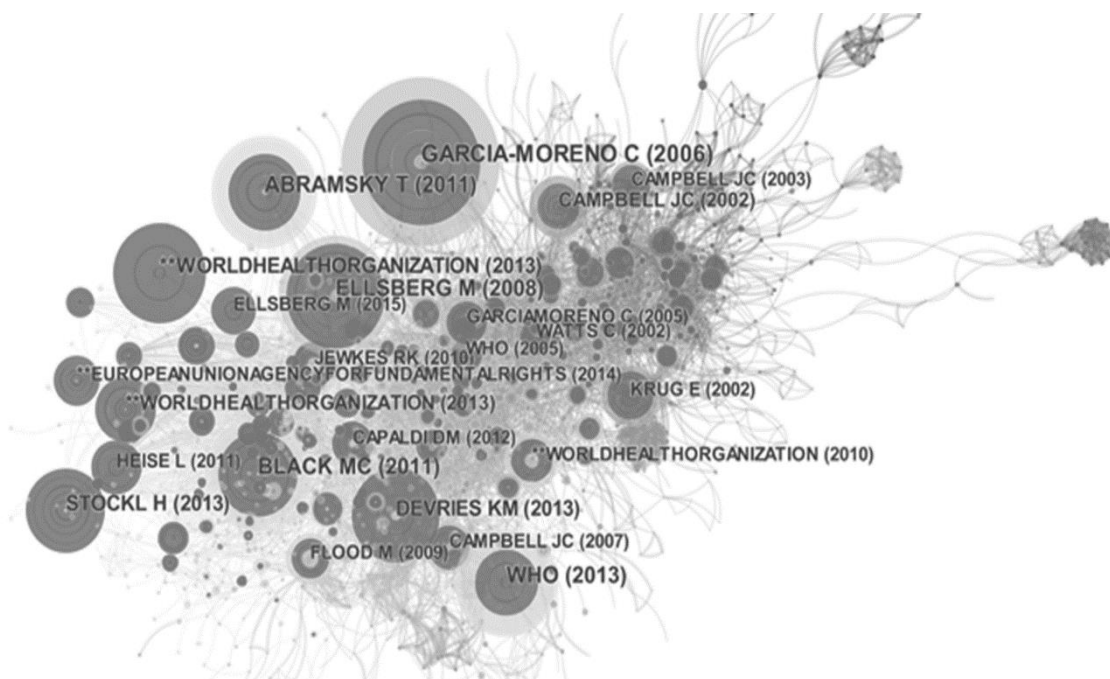 GARCIA-MORENO C (2006)
CAMPBELL JC (2003)
ABRAMSKY T (2011)
CAMPBELL JC (2002)
**WORLDHEALTHORGANIZATION (2013)
ELLSBERG M (2008)
ELLSBERG M (2015)
GARCIAMORENO C (2005)
WATTS C (2002)
WHO (2005)
JEWKES RK (2010)
**EUROPEANUNIONAGENCYFORFUNDAMENTALRIGHTS (2014)
KRUG E (2002)
**WORLDHEALTHORGANIZATION (2013)
CAPALDI DM (2012)
**WORLDHEALTHORGANIZATION (2010)
HEISE L (2011)
BLACK MC (2011)
STOCKL H (2013)
DEVRIES KM (2013)
CAMPBELL JC (2007)
FLOOD M (2009)
WHO (2013)